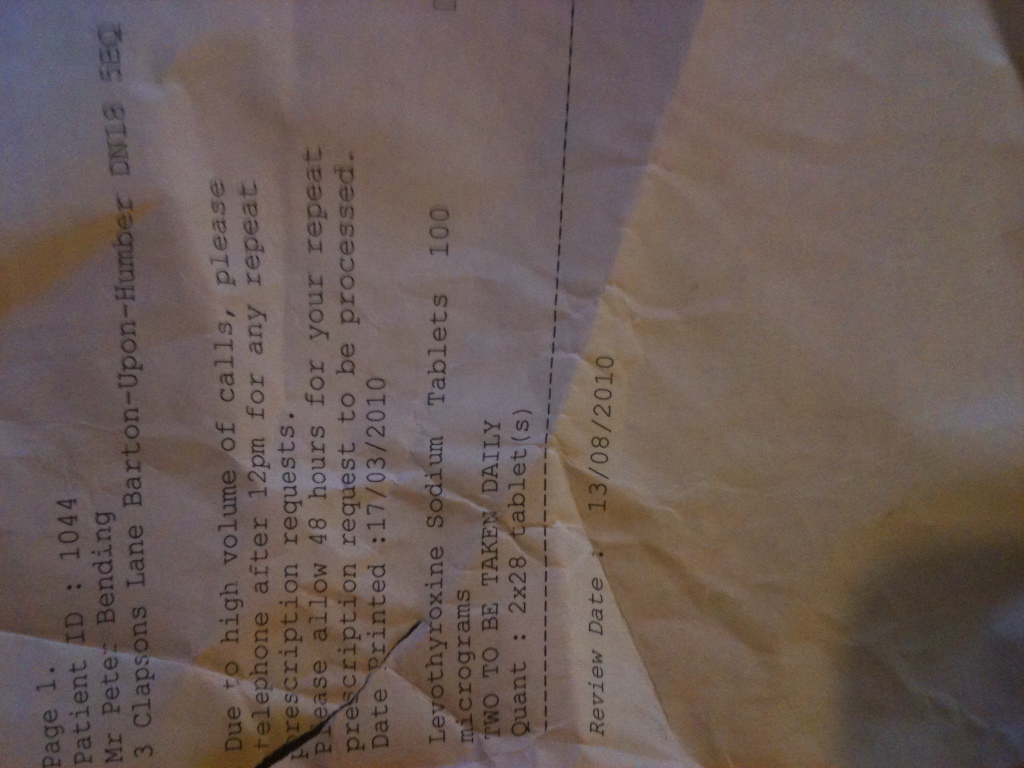 Page 1.
Patient ID : 1044
Mr Peter Bending
3 Clapsons Lane Barton-Upon-Humber DN18 5BQ
Due to high volume of calls, please
telephone after 12pm for any repeat
prescription requests.
Please allow 48 hours for your repeat
prescription request to be processed.
Date printed :17/03/2010
Levothyroxine Sodium Tablets 100
micrograms
TWO TO BE TAKEN DAILY
Quant : 2x28 tablet(s)
Review Date : 13/08/2010